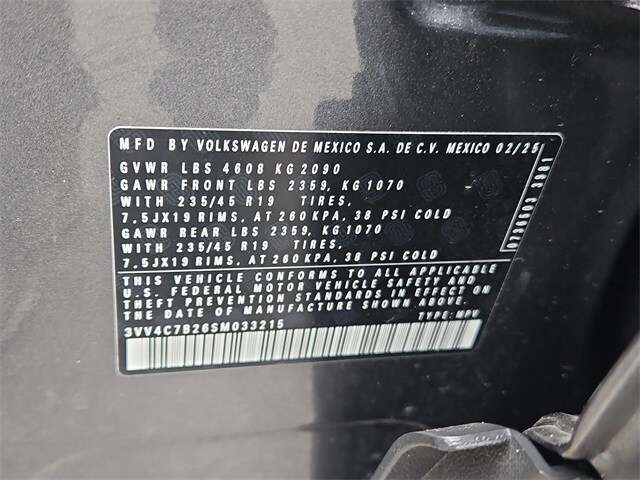 MFD BY VOLKSWAGEN DE MEXICO S.A. DE C.V. MEXICO 02/25
GVWR LBS 4608 KG 2090
GAWR FRONT LBS 2359, KG 1070
WITH 235/45 R19 TIRES,
7.5JX19 RIMS, AT 260 KPA, 38 PSI COLD
GAWR REAR LBS 2359, KG 1070
WITH 235/45 R19 TIRES,
7.5JX19 RIMS, AT 260 KPA, 38 PSI COLD
THIS VEHICLE CONFORMS TO ALL APPLICABLE
U.S. FEDERAL MOTOR VEHICLE SAFETY AND
THEFT PREVENTION STANDARDS IN EFFECT ON
THE DATE OF MANUFACTURE SHOWN ABOVE.
3VV4C7B26SM033215 TYPE: MPV